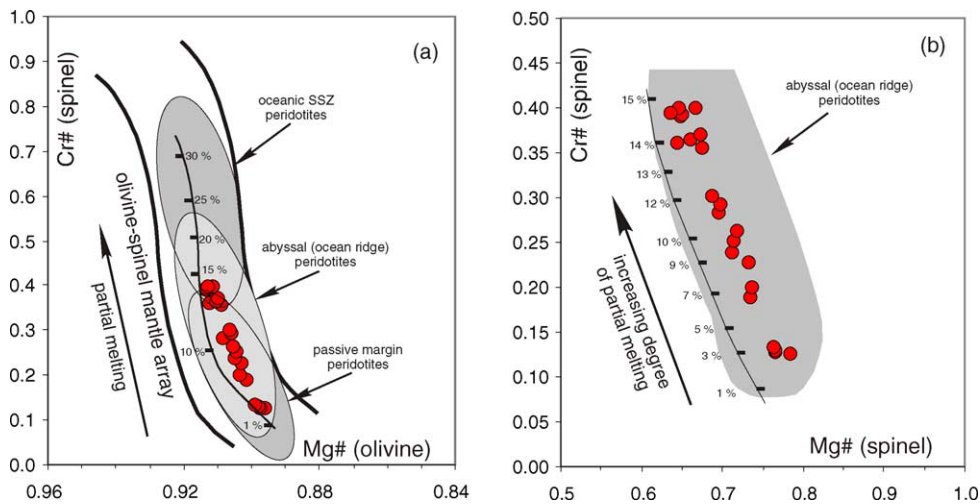 1.0
0.9
0.8
0.7
0.6
0.5
0.4
0.3
0.2
0.1
0.0
Cr# (spinel)
(a)
oceanic SSZ
peridotites
30 %
25 %
20 %
15 %
10 %
1 %
abyssal (ocean ridge)
peridotites
passive margin
peridotites
olivine-spinel mantle array
partial melting
Mg# (olivine)
0.96
0.92
0.88
0.84
0.50
0.45
0.40
0.35
0.30
0.25
0.20
0.15
0.10
0.05
0.00
Cr# (spinel)
(b)
abyssal (ocean ridge)
peridotites
15 %
14 %
13 %
12 %
10 %
9 %
7 %
5 %
3 %
1 %
increasing degree
of partial melting
Mg# (spinel)
0.5
0.6
0.7
0.8
0.9
1.0